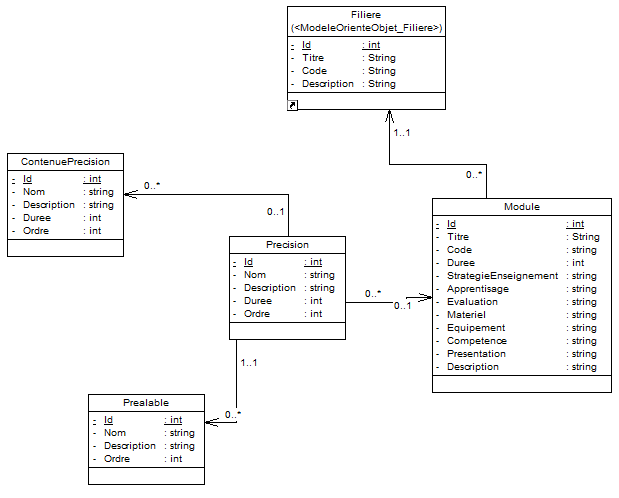 Filiere
(<ModeleOrienteObjet_Filiere>)
- Id : int
- Titre : String
- Code : String
- Description : String
1..1
0..*
ContenuePrecision
- Id : int
- Nom : string
- Description : string
- Duree : int
- Ordre : int
0..*
0..1
Module
- Id : int
- Titre : String
- Code : string
- Duree : int
- StrategieEnseignement : string
- Apprentisage : string
- Evaluation : string
- Materiel : string
- Equipement : string
- Competence : string
- Presentation : string
- Description : string
Precision
- Id : int
- Nom : string
- Description : string
- Duree : int
- Ordre : int
0..*
0..1
1..1
0..*
Prealable
- Id : int
- Nom : string
- Description : string
- Ordre : int